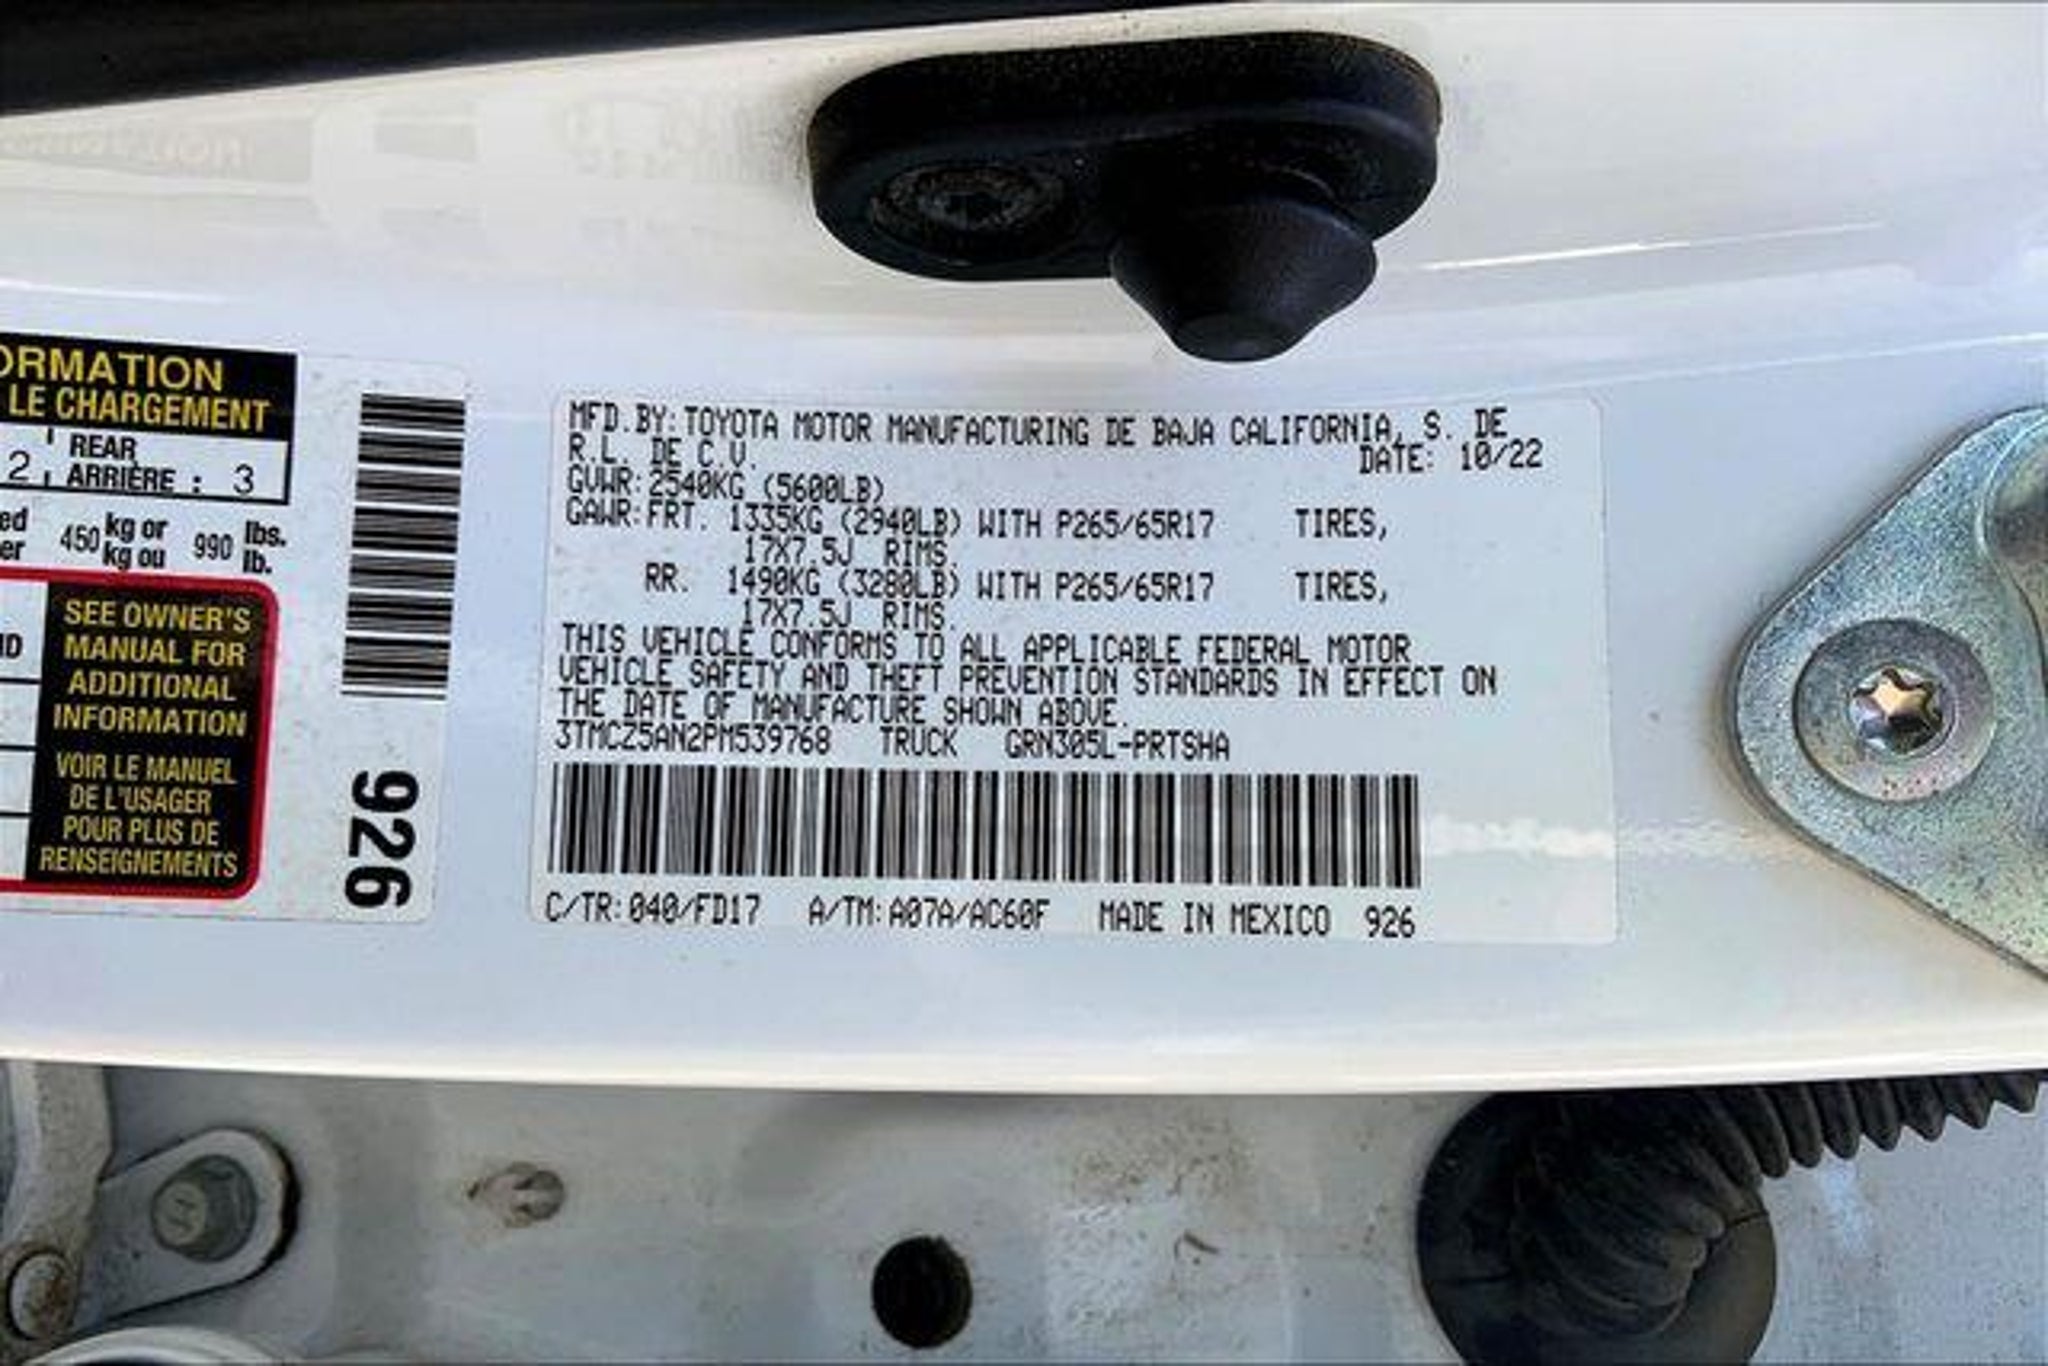 ORMATION
LE CHARGEMENT
2 REAR
ARRIÈRE : 3
ed
er 450 kg or
kg ou 990 lbs.
lb.
SEE OWNER'S
MANUAL FOR
ADDITIONAL
INFORMATION
VOIR LE MANUEL
DE L'USAGER
POUR PLUS DE
RENSEIGNEMENTS
926
MFD.BY:TOYOTA MOTOR MANUFACTURING DE BAJA CALIFORNIA, S. DE
R.L. DE C.V. DATE: 10/22
GVWR:2540KG (5600LB)
GAWR:FRT. 1335KG (2940LB) WITH P265/65R17 TIRES,
17X7.5J RIMS.
RR. 1490KG (3280LB) WITH P265/65R17 TIRES,
17X7.5J RIMS.
THIS VEHICLE CONFORMS TO ALL APPLICABLE FEDERAL MOTOR
VEHICLE SAFETY AND THEFT PREVENTION STANDARDS IN EFFECT ON
THE DATE OF MANUFACTURE SHOWN ABOVE.
3TMCZ5AN2PM539768 TRUCK GRN305L-PRTSHA
C/TR:040/FD17 A/TM:A07A/AC60F MADE IN MEXICO 926